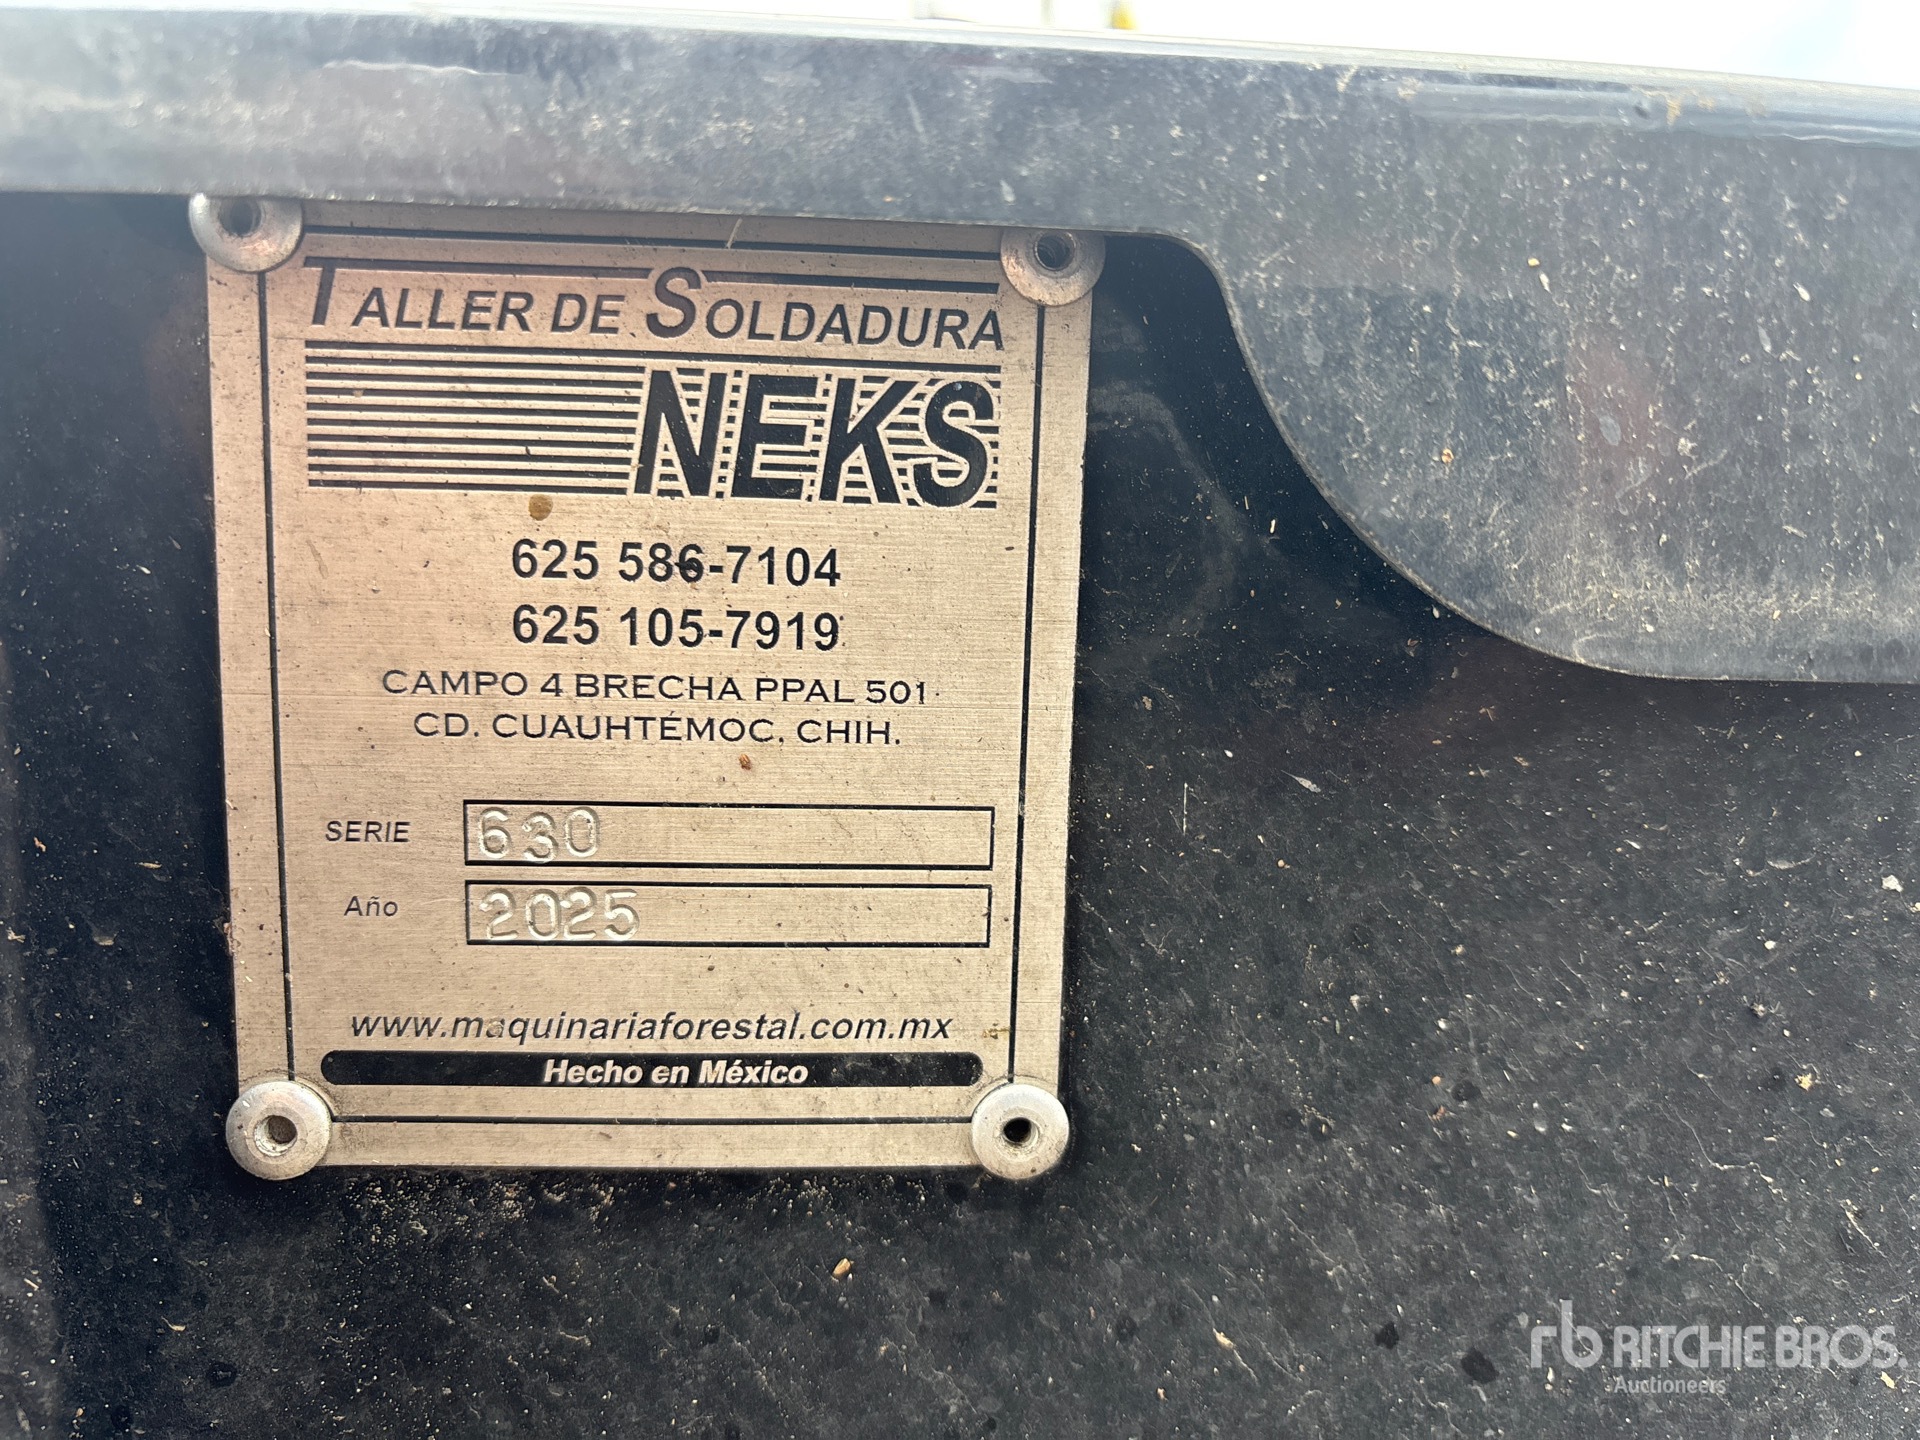 TALLER DE SOLDADURA
NEKS
625 586-7104
625 105-7919
CAMPO 4 BRECHA PPAL 501
CD. CUAUHTÉMOC, CHIH.
SERIE 630
Año 2025
www.maquinariaforestal.com.mx
Hecho en México
rb RITCHIE BROS.
Auctioneers